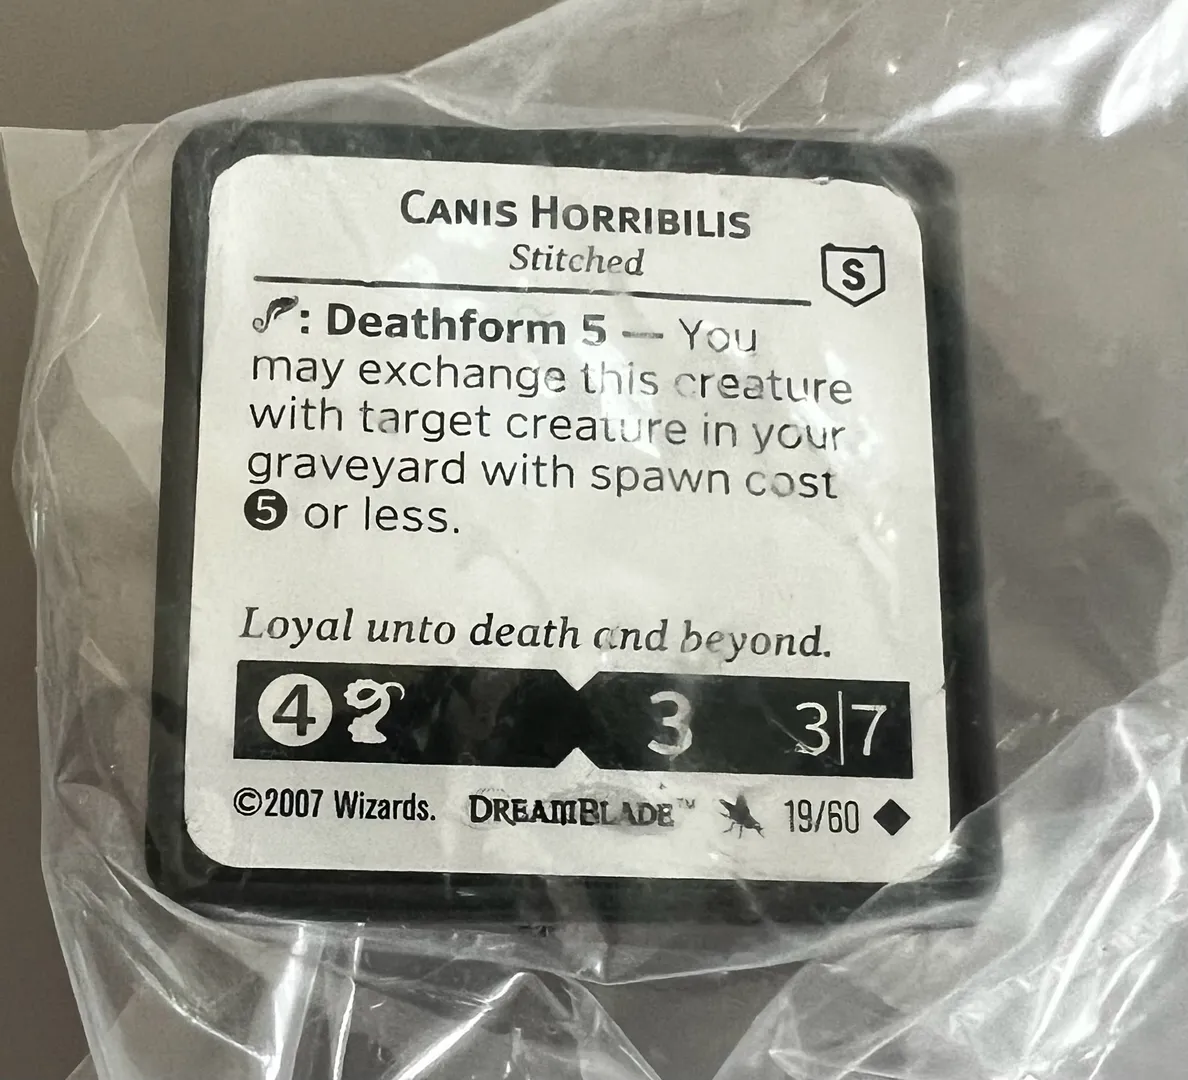 CANIS HORRIBILIS
Stitched
S
: Deathform 5 — You
may exchange this creature
with target creature in your
graveyard with spawn cost
5 or less.
Loyal unto death and beyond.
4 3 3|7
©2007 Wizards. DREAMBLADE™ 19/60